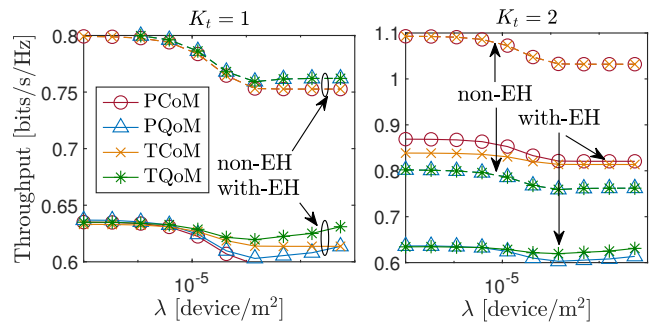 K_t = 1
Throughput [bits/s/Hz]
0.8
0.75
0.7
0.65
0.6
PCoM
PQoM
TCoM
TQoM
non-EH
with-EH
10^-5
λ [device/m²]
K_t = 2
1.1
1
0.9
0.8
0.7
0.6
non-EH
with-EH
10^-5
λ [device/m²]